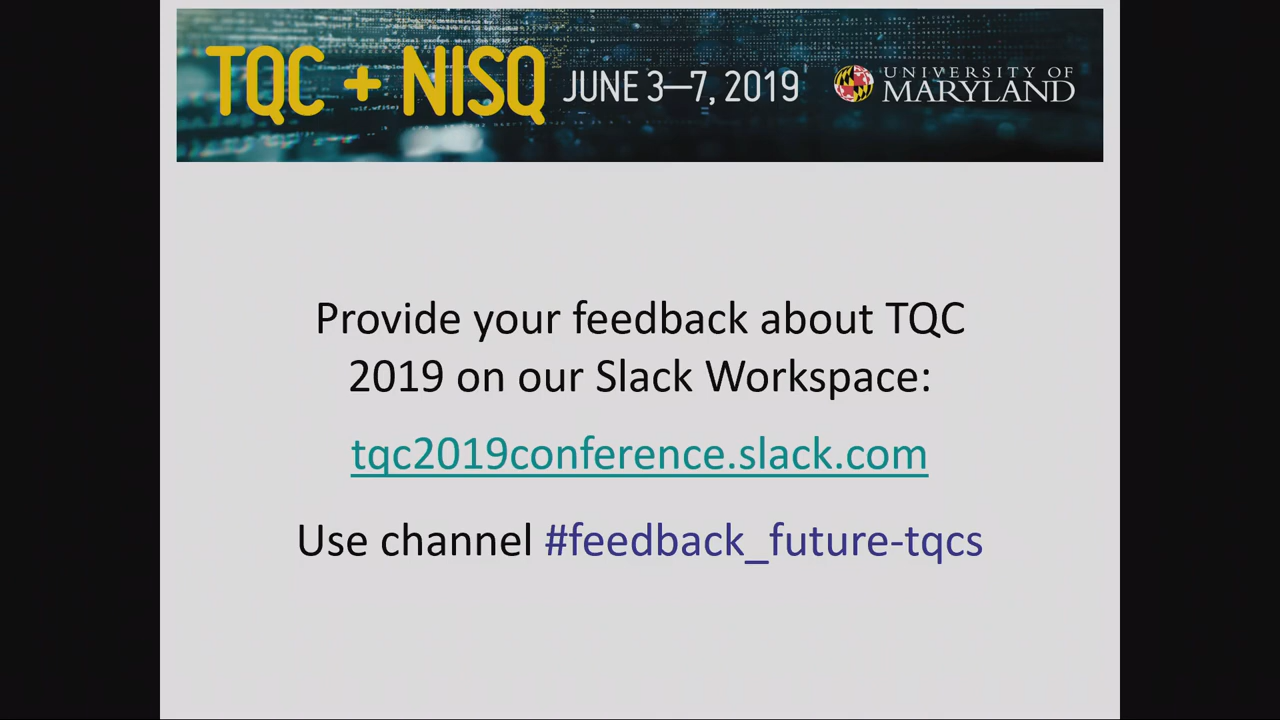 TQC + NISQ JUNE 3—7, 2019 UNIVERSITY OF MARYLAND
Provide your feedback about TQC
2019 on our Slack Workspace:
tqc2019conference.slack.com
Use channel #feedback_future-tqcs